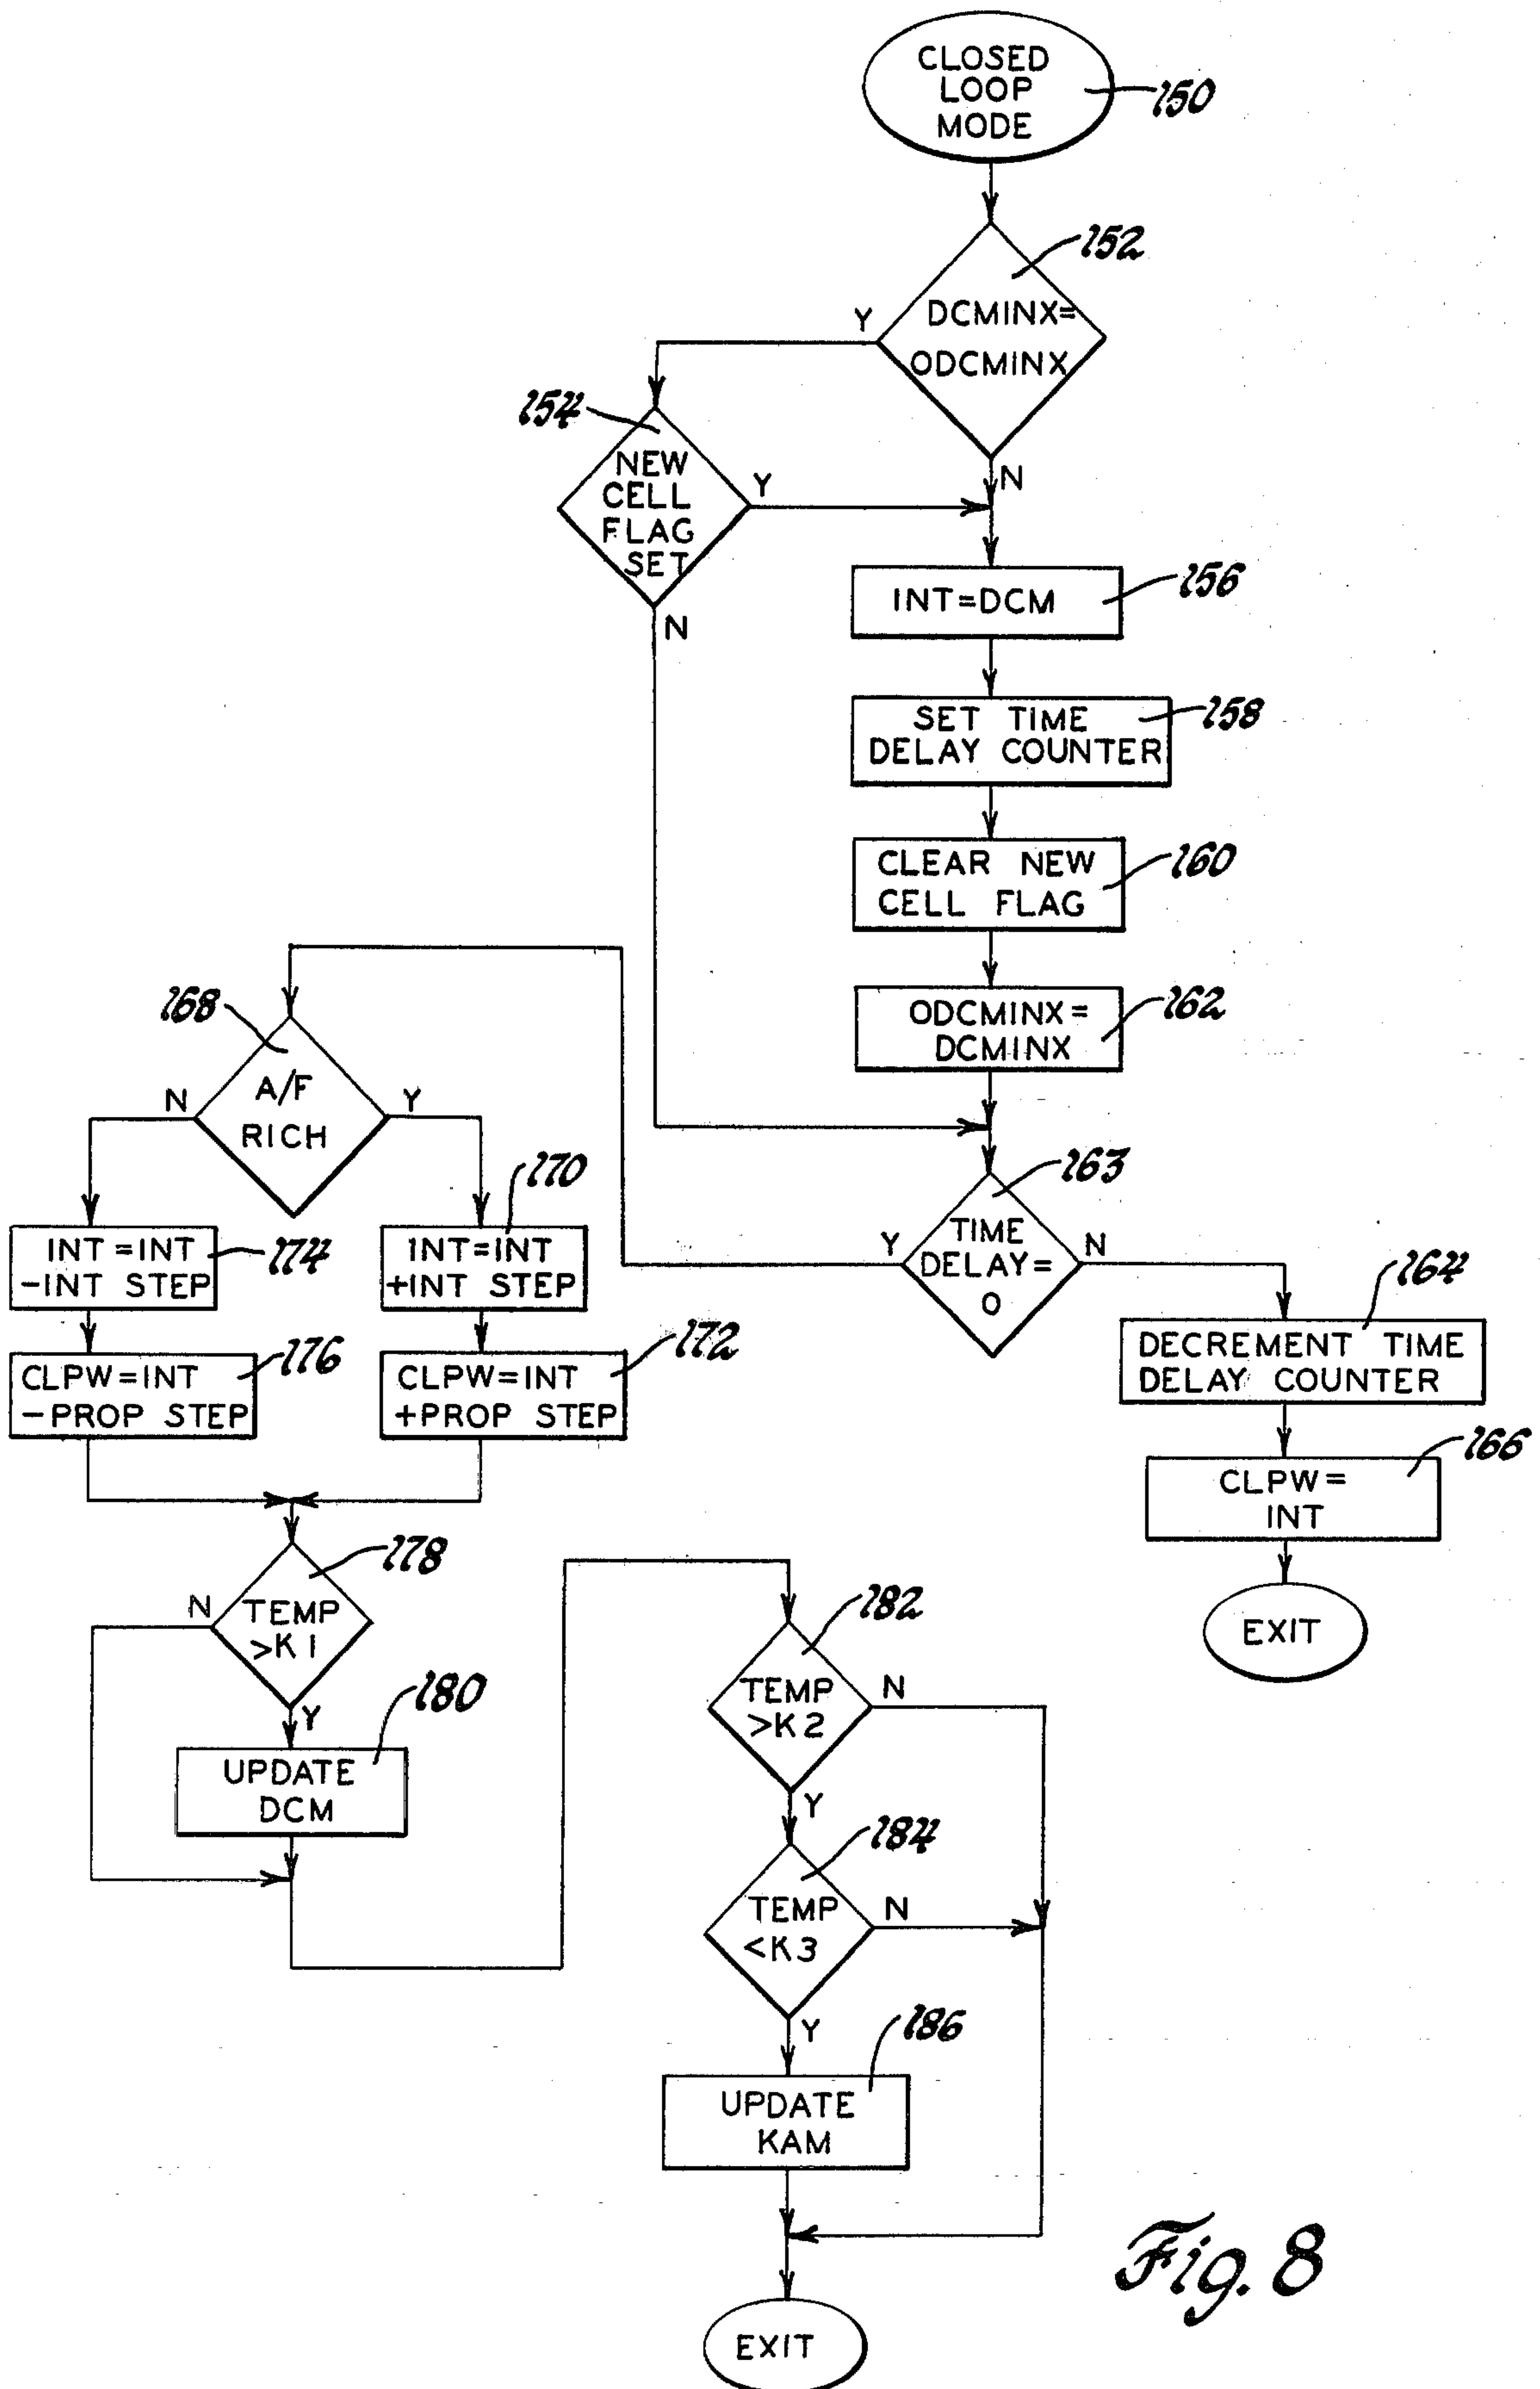 CLOSED
LOOP
MODE
150
152
DCMINX=
ODCMINX
Y
N
154
NEW
CELL
FLAG
SET
Y
N
INT=DCM
156
SET TIME
DELAY COUNTER
158
CLEAR NEW
CELL FLAG
160
ODCMINX=
DCMINX
162
163
TIME
DELAY=
0
Y
N
164
DECREMENT TIME
DELAY COUNTER
166
CLPW=
INT
EXIT
168
A/F
RICH
N
Y
170
INT=INT
+INT STEP
172
CLPW=INT
+PROP STEP
INT=INT
-INT STEP
174
CLPW=INT
-PROP STEP
176
178
TEMP
>K1
N
Y
180
UPDATE
DCM
182
TEMP
>K2
N
Y
184
TEMP
<K3
N
Y
186
UPDATE
KAM
EXIT
Fig. 8